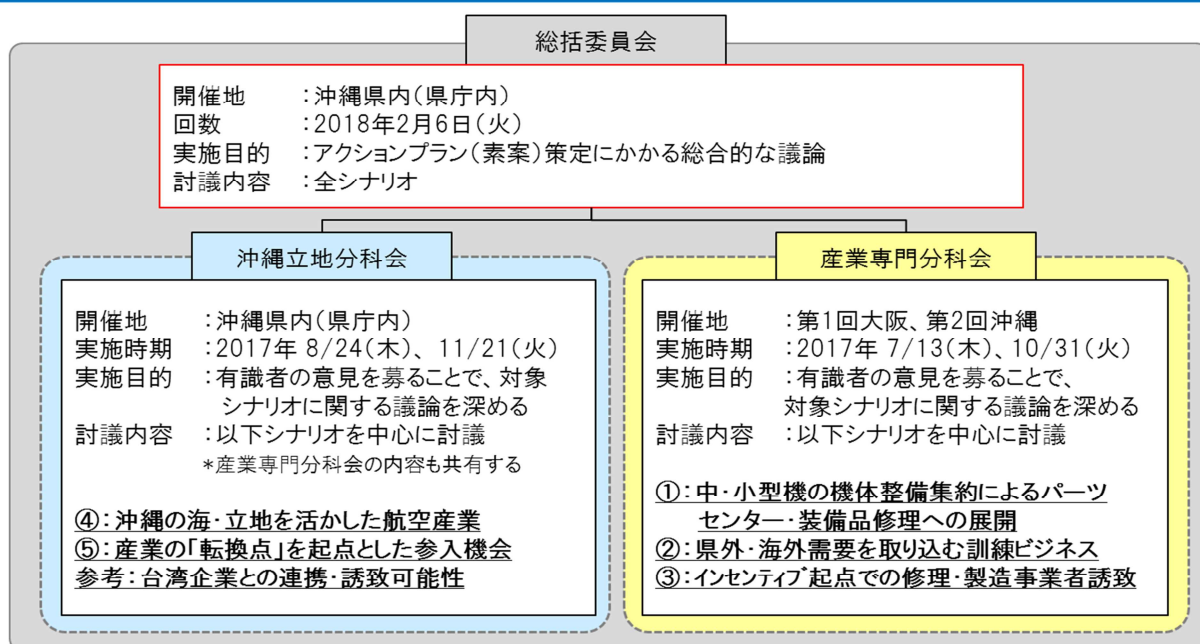 総括委員会
開催地　:沖縄県内(県庁内)
回数　:2018年2月6日(火)
実施目的　:アクションプラン(素案)策定にかかる総合的な議論
討議内容　:全シナリオ
沖縄立地分科会
開催地　:沖縄県内(県庁内)
実施時期　:2017年 8/24(木)、11/21(火)
実施目的　:有識者の意見を募ることで、対象
シナリオに関する議論を深める
討議内容　:以下シナリオを中心に討議
*産業専門分科会の内容も共有する
④:沖縄の海・立地を活かした航空産業
⑤:産業の「転換点」を起点とした参入機会
参考:台湾企業との連携・誘致可能性
産業専門分科会
開催地　:第1回大阪、第2回沖縄
実施時期　:2017年 7/13(木)、10/31(火)
実施目的　:有識者の意見を募ることで、
対象シナリオに関する議論を深める
討議内容　:以下シナリオを中心に討議
①:中・小型機の機体整備集約によるパーツ
センター・装備品修理への展開
②:県外・海外需要を取り込む訓練ビジネス
③:インセンティブ起点での修理・製造事業者誘致